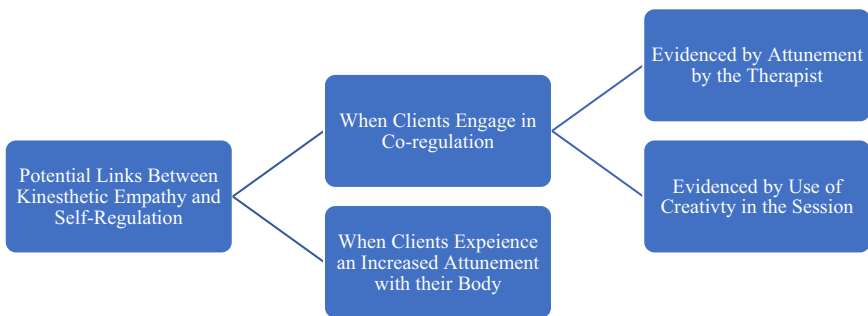 Potential Links Between
Kinesthetic Empathy and
Self-Regulation
When Clients Engage in
Co-regulation
When Clients Expeience
an Increased Attunement
with their Body
Evidenced by Attunement
by the Therapist
Evidenced by Use of
Creativty in the Session